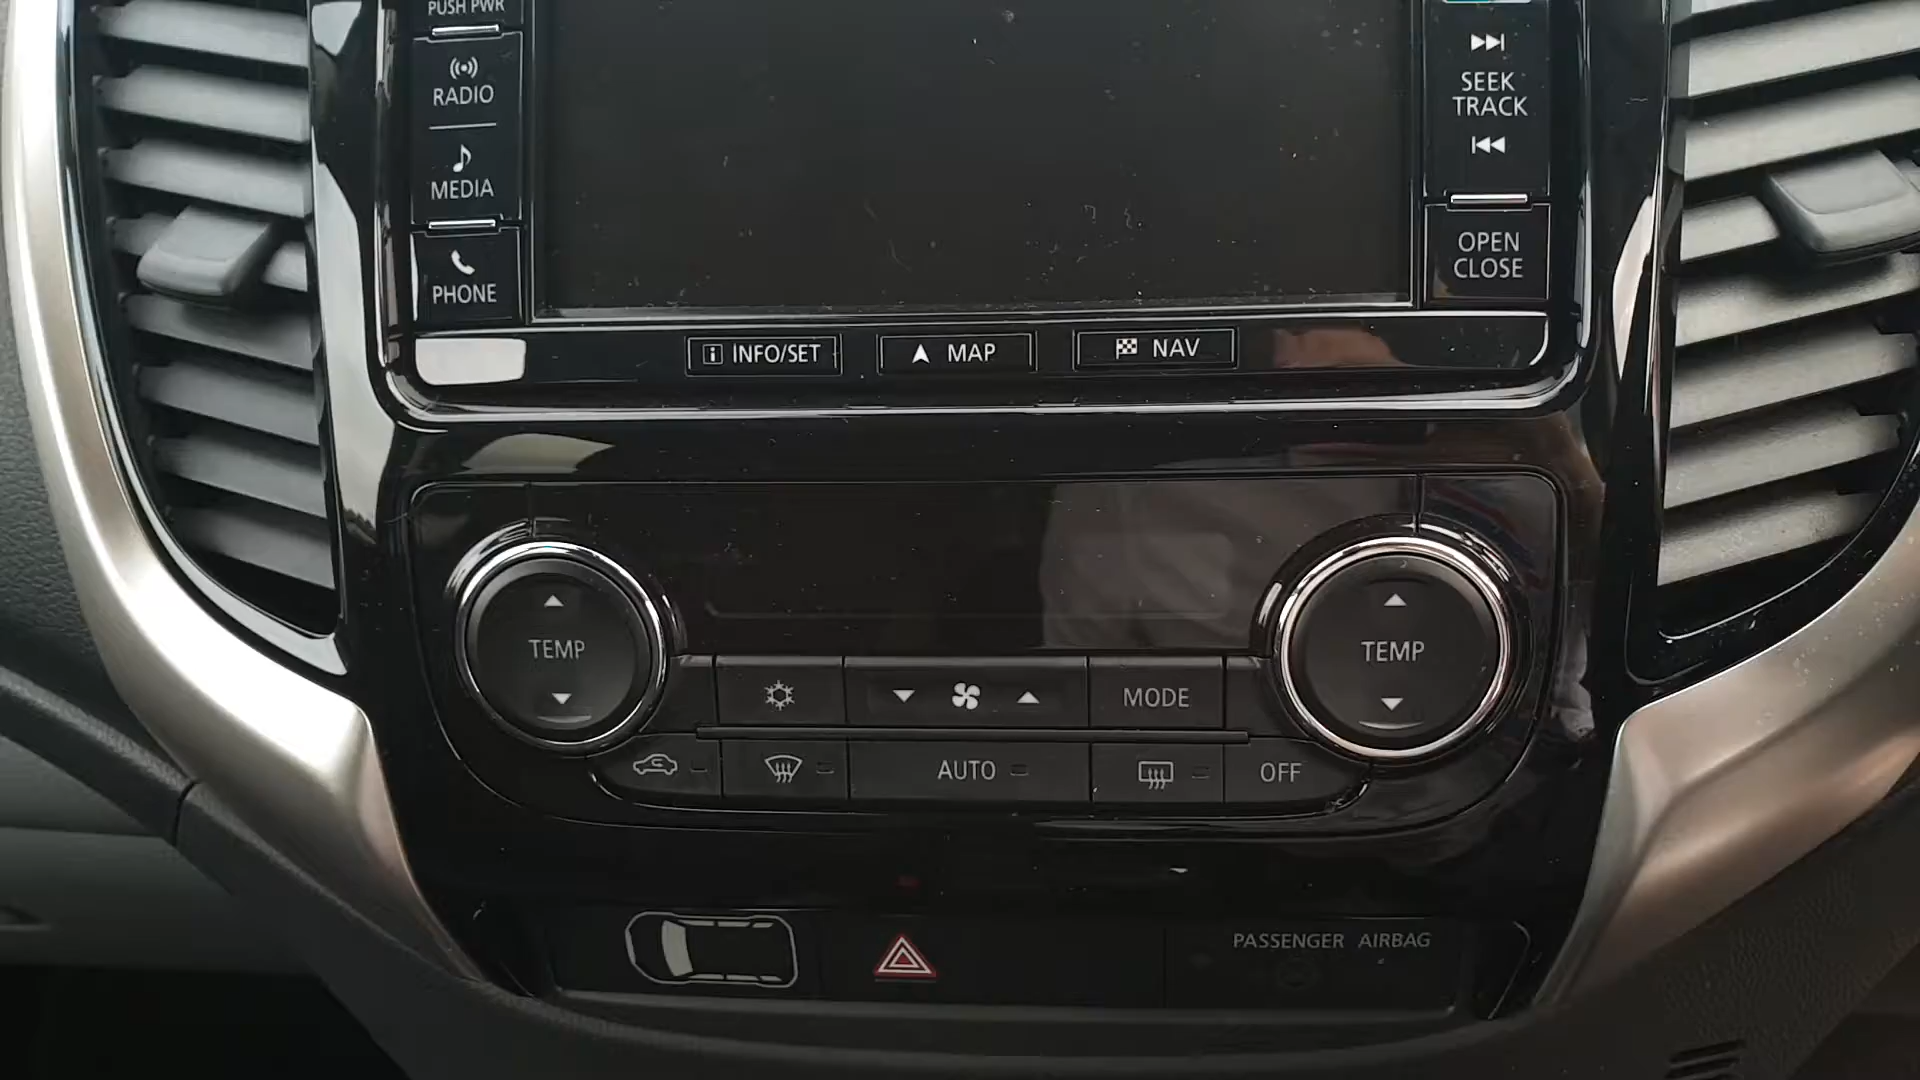 PUSH PWR
RADIO
MEDIA
PHONE
SEEK
TRACK
OPEN
CLOSE
INFO/SET
MAP
NAV
TEMP
TEMP
MODE
AUTO
OFF
PASSENGER AIRBAG